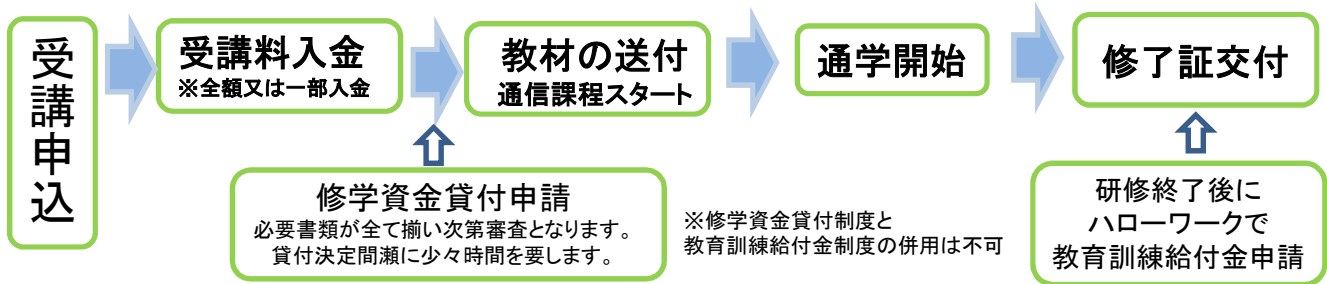 受講申込
受講料入金
※全額又は一部入金
教材の送付
通信課程スタート
通学開始
修了証交付
修学資金貸付申請
必要書類が全て揃い次第審査となります。
貸付決定間瀬に少々時間を要します。
※修学資金貸付制度と
教育訓練給付金制度の併用は不可
研修終了後に
ハローワークで
教育訓練給付金申請